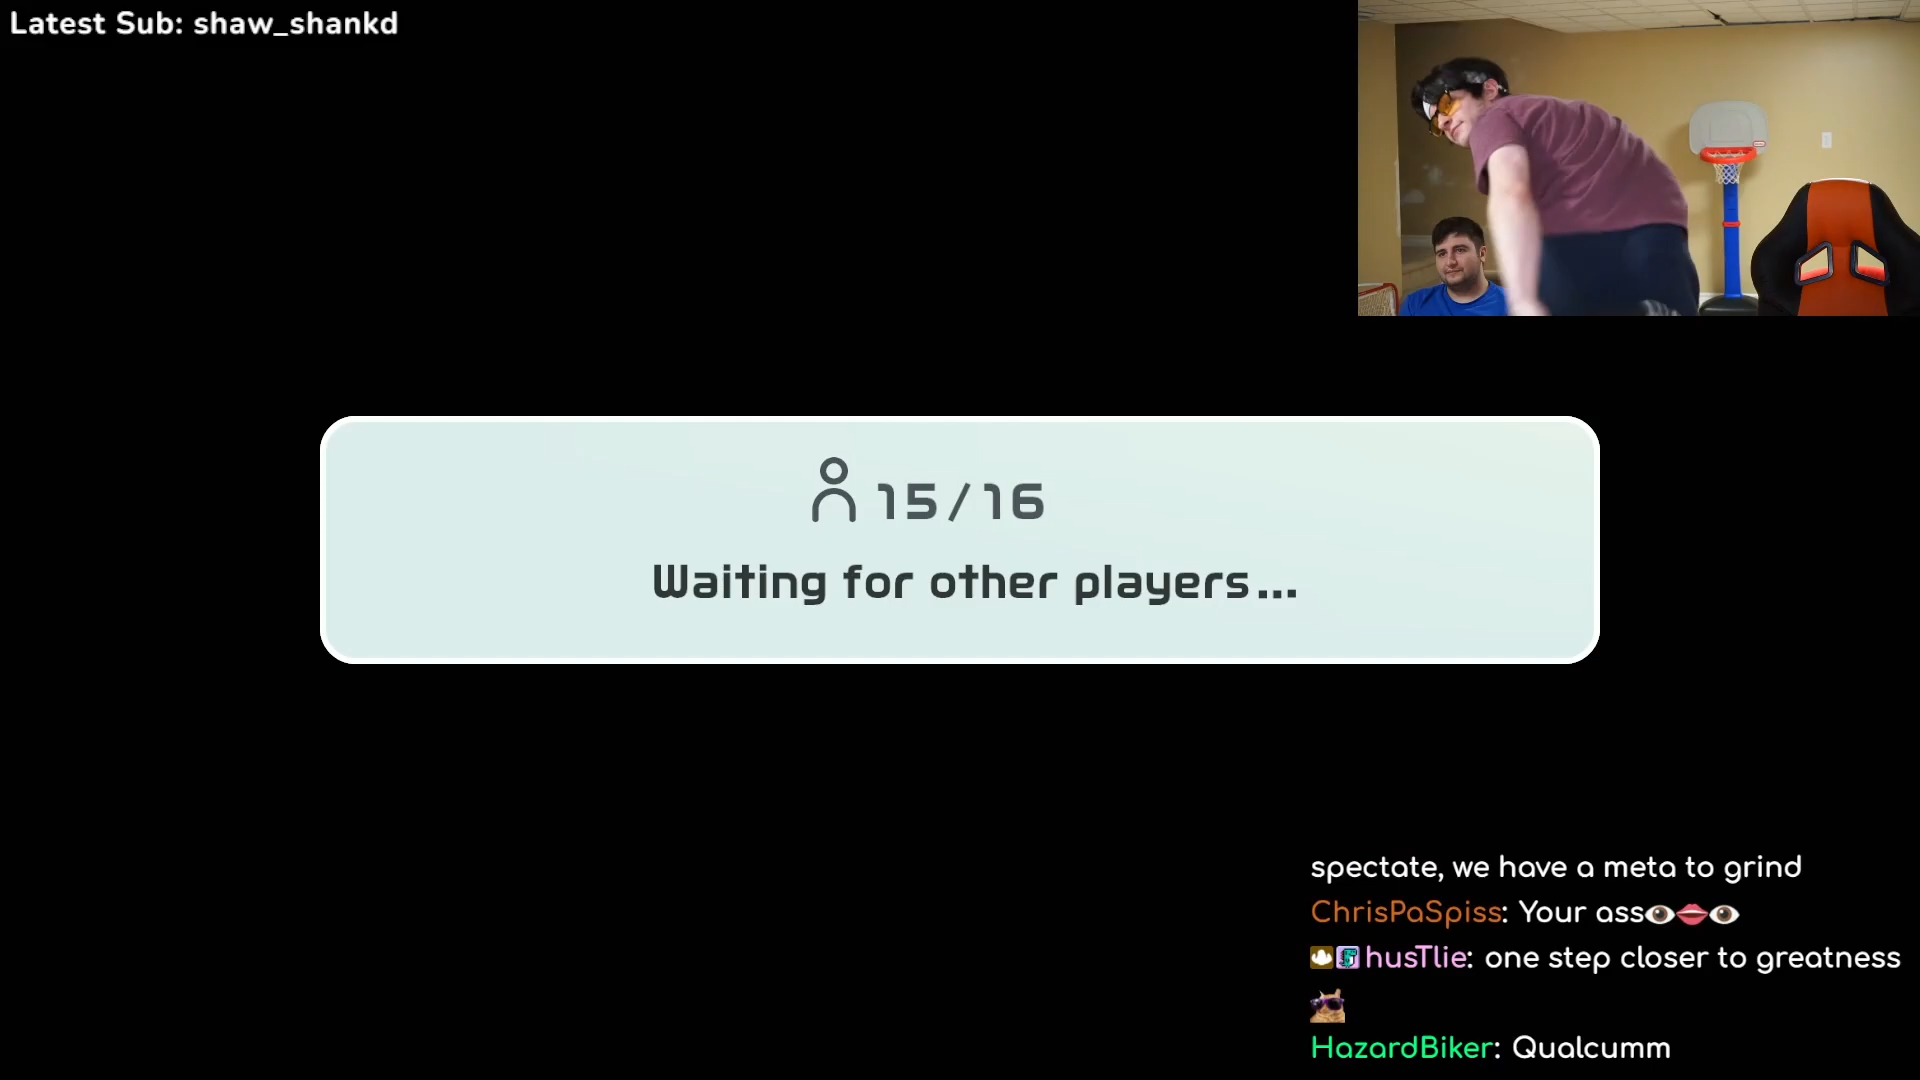 Latest Sub: shaw_shankd
15/16
Waiting for other players...
spectate, we have a meta to grind
ChrisPaSpiss: Your ass
husTlie: one step closer to greatness
HazardBiker: Qualcumm